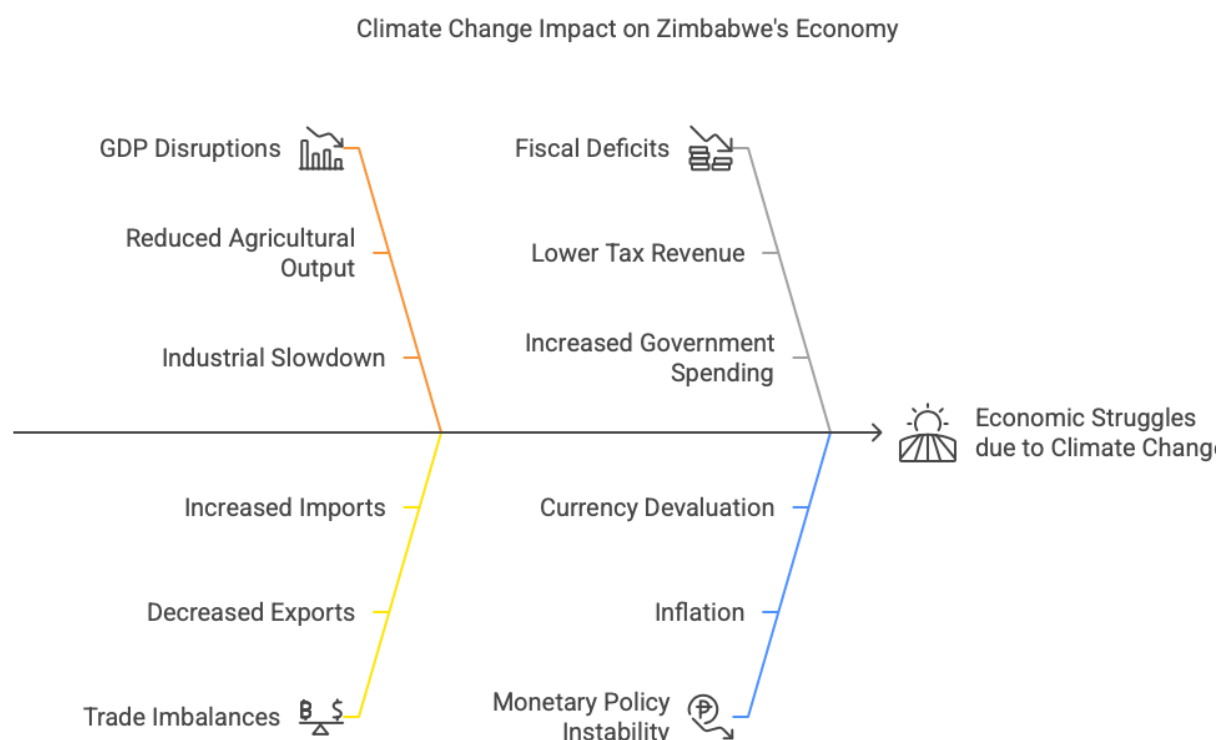 Climate Change Impact on Zimbabwe's Economy
GDP Disruptions
Reduced Agricultural
Output
Industrial Slowdown
Fiscal Deficits
Lower Tax Revenue
Increased Government
Spending
Economic Struggles
due to Climate Change
Increased Imports
Decreased Exports
Trade Imbalances
Currency Devaluation
Inflation
Monetary Policy
Instability